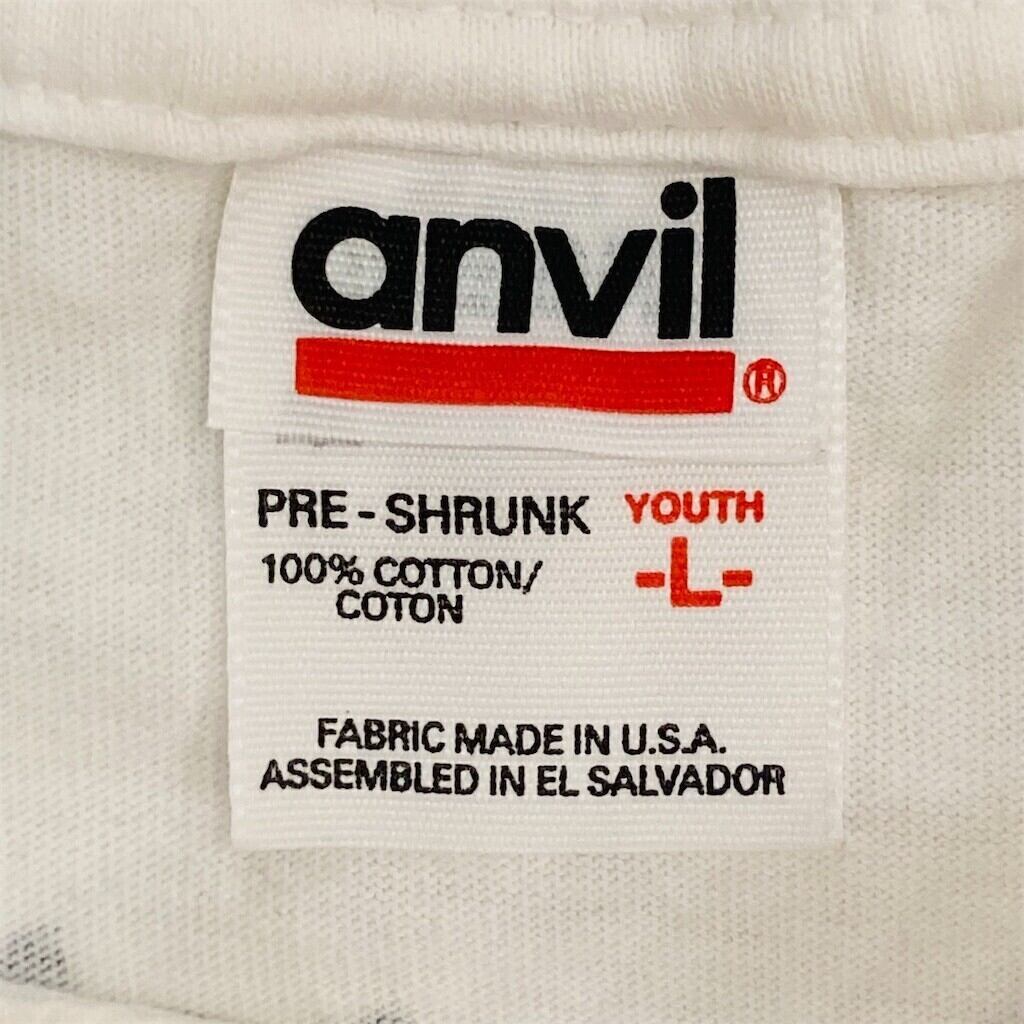 anvil®
PRE-SHRUNK
100% COTTON/
COTON
YOUTH
-L-
FABRIC MADE IN U.S.A.
ASSEMBLED IN EL SALVADOR